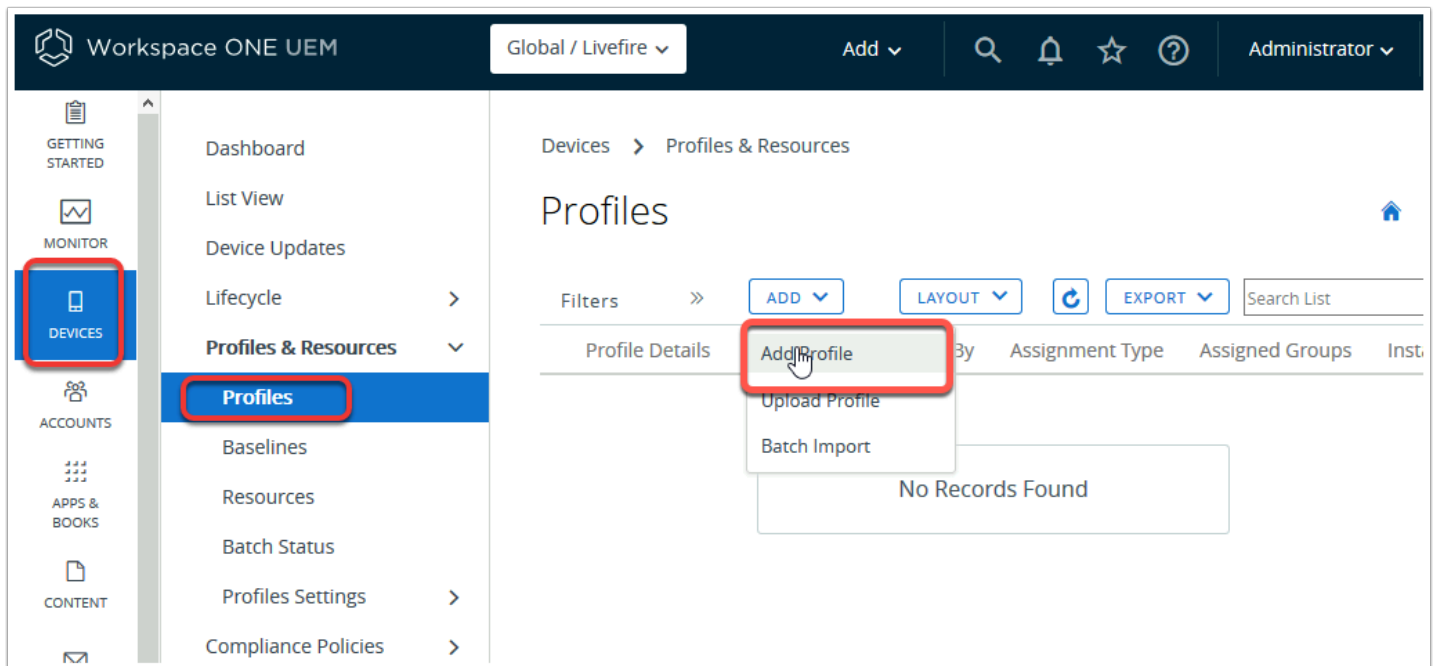 Workspace ONE UEM
Global / Livefire
Add
Administrator
GETTING
STARTED
MONITOR
DEVICES
ACCOUNTS
APPS &
BOOKS
CONTENT
Dashboard
List View
Device Updates
Lifecycle
Profiles & Resources
Profiles
Baselines
Resources
Batch Status
Profiles Settings
Compliance Policies
Devices > Profiles & Resources
Profiles
Filters » ADD LAYOUT EXPORT Search List
Profile Details By Assignment Type Assigned Groups
Add Profile
Upload Profile
Batch Import
No Records Found